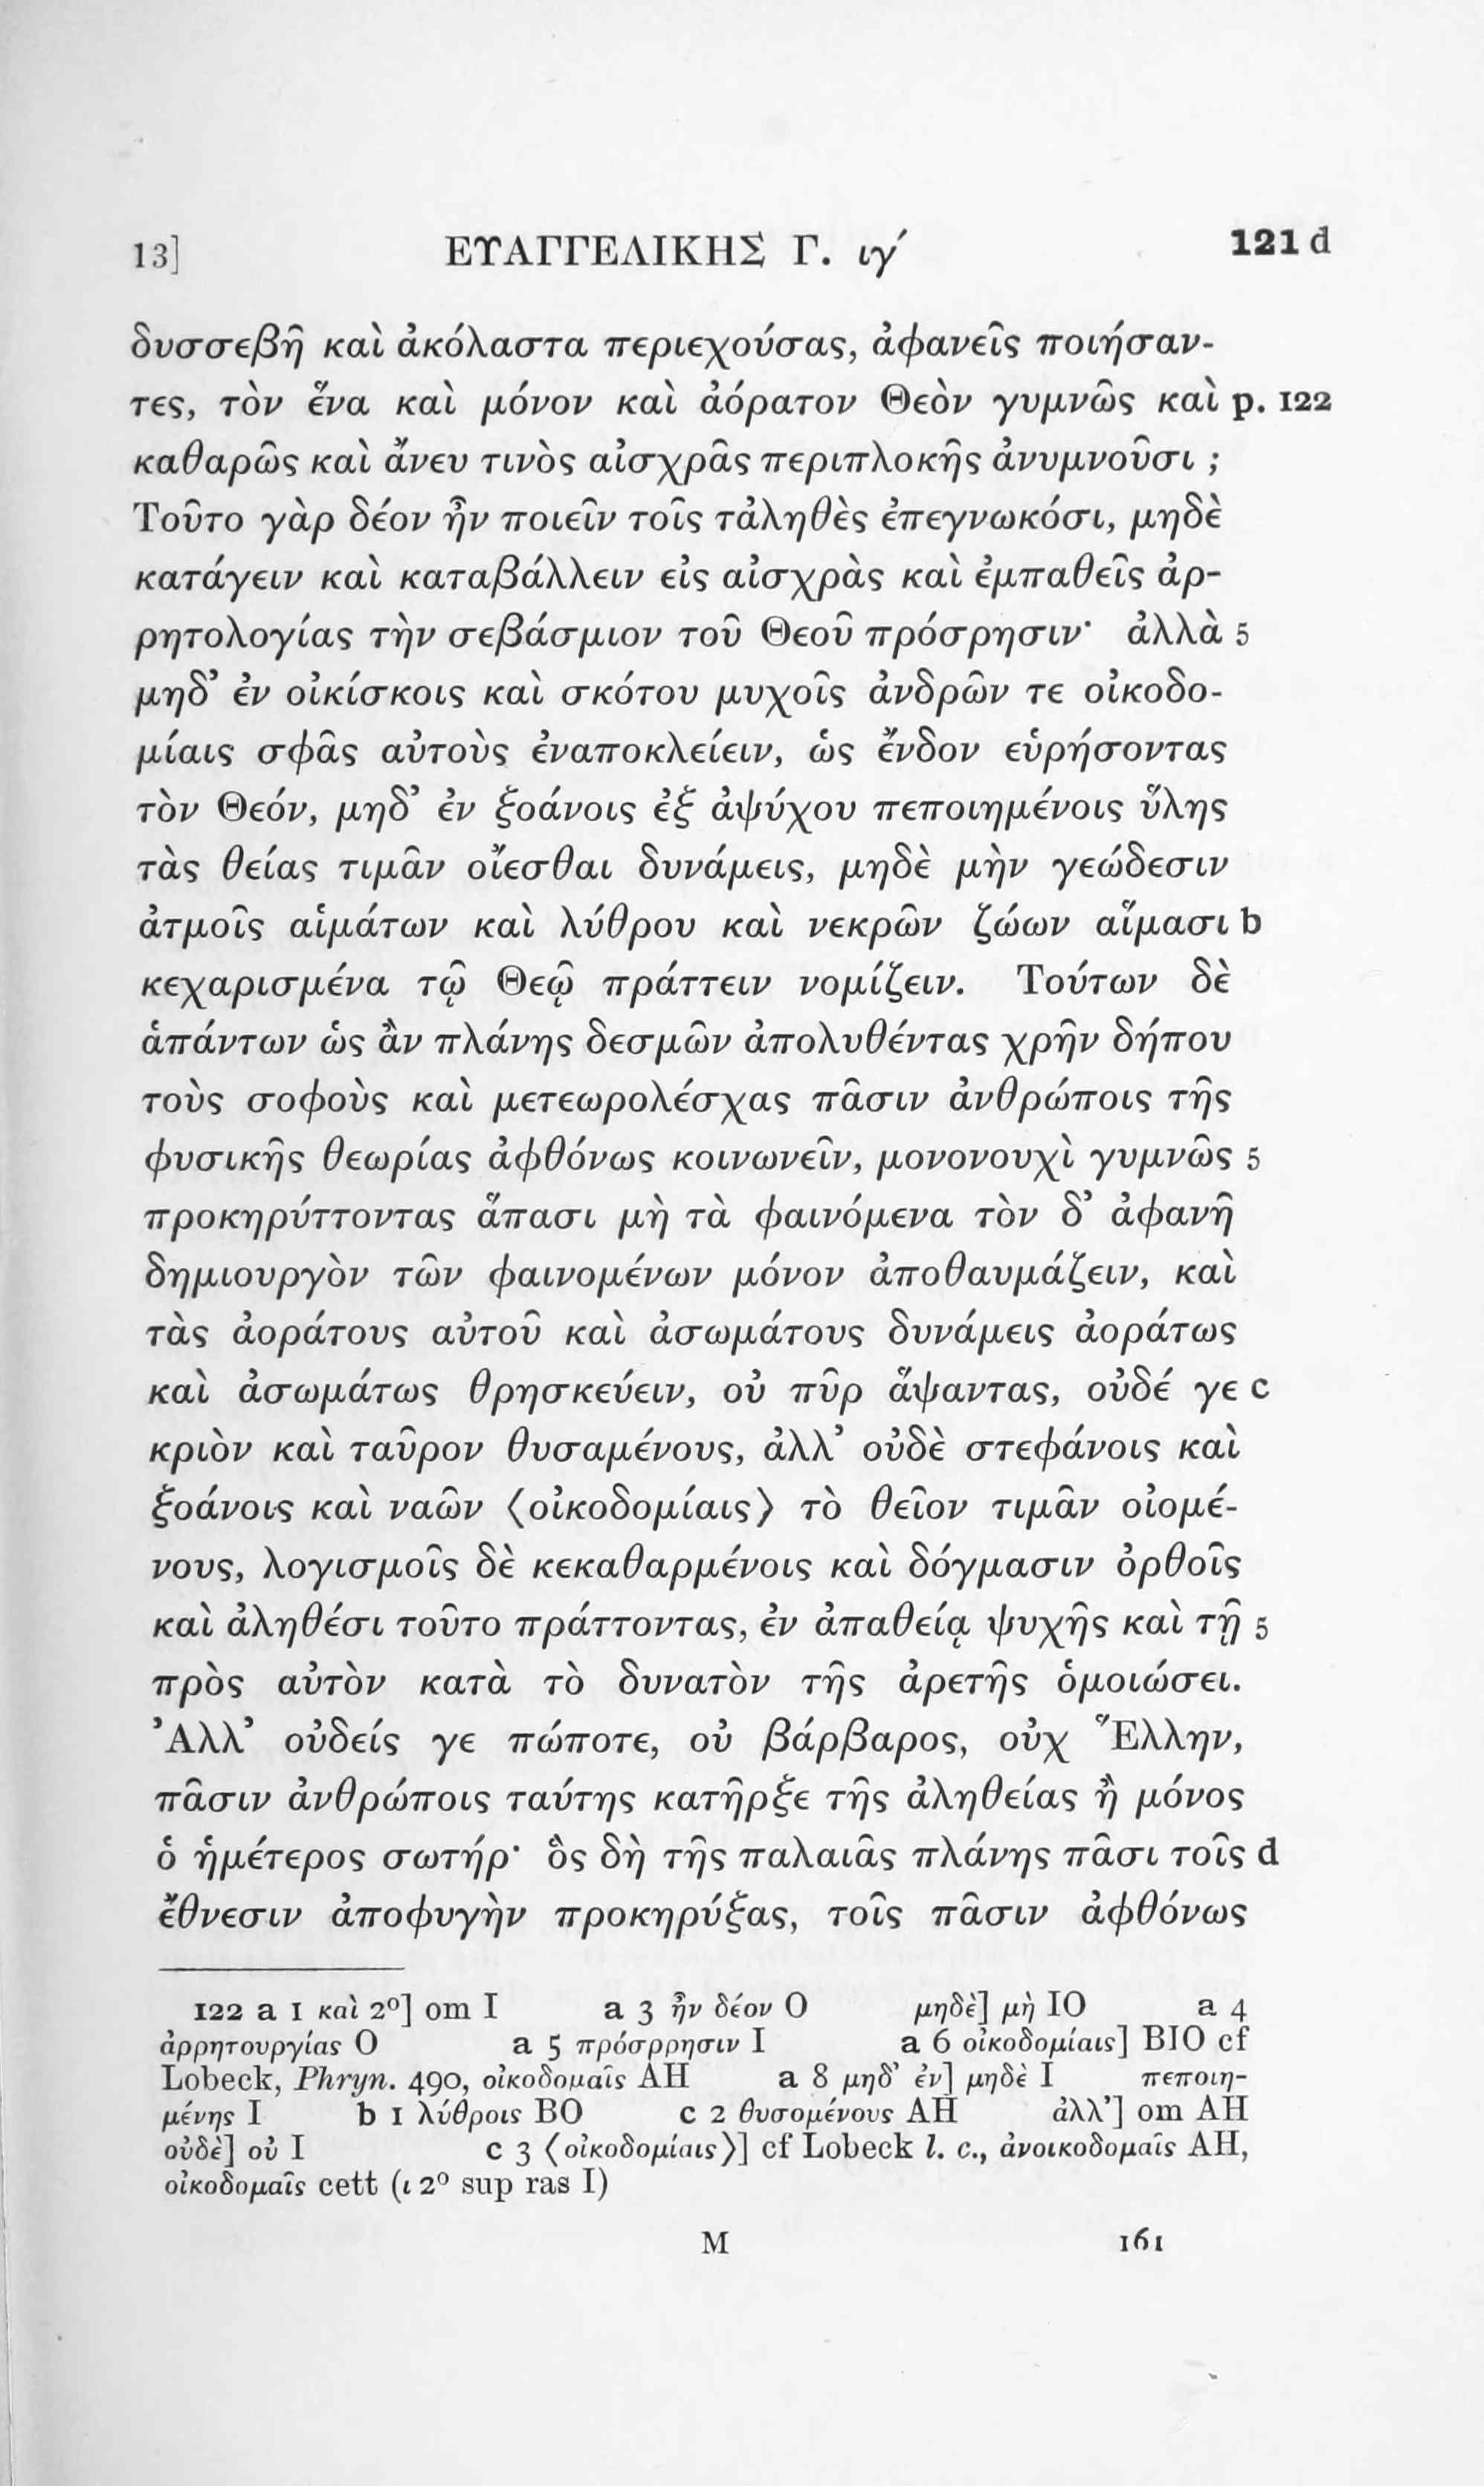 13] ΕΥΑΓΓΕΛΙΚΗΣ Γ. ιγ´ 121 d
δυσσεβῆ καὶ ἀκόλαστα περιεχούσας, ἀφανεῖς ποιήσαν-
τες, τὸν ἕνα καὶ μόνον καὶ ἀόρατον Θεὸν γυμνῶς καὶ p. 122
καθαρῶς καὶ ἄνευ τινὸς αἰσχρᾶς περιπλοκῆς ἀνυμνοῦσι ;
Τοῦτο γὰρ δέον ἦν ποιεῖν τοῖς τἀληθὲς ἐπεγνωκόσι, μηδὲ
κατάγειν καὶ καταβάλλειν εἰς αἰσχρὰς καὶ ἐμπαθεῖς ἀρ-
ρητολογίας τὴν σεβάσμιον τοῦ Θεοῦ πρόσρησιν· ἀλλὰ 5
μηδ’ ἐν οἰκίσκοις καὶ σκότου μυχοῖς ἀνδρῶν τε οἰκοδο-
μίαις σφᾶς αὐτοὺς ἐναποκλείειν, ὡς ἔνδον εὑρήσοντας
τὸν Θεόν, μηδ’ ἐν ξοάνοις ἐξ ἀψύχου πεποιημένοις ὕλης
τὰς θείας τιμᾶν οἴεσθαι δυνάμεις, μηδὲ μὴν γεώδεσιν
ἀτμοῖς αἱμάτων καὶ λύθρου καὶ νεκρῶν ζώων αἵμασι b
κεχαρισμένα τῷ Θεῷ πράττειν νομίζειν. Τούτων δὲ
ἁπάντων ὡς ἂν πλάνης δεσμῶν ἀπολυθέντας χρῆν δήπου
τοὺς σοφοὺς καὶ μετεωρολέσχας πᾶσιν ἀνθρώποις τῆς
φυσικῆς θεωρίας ἀφθόνως κοινωνεῖν, μονονουχὶ γυμνῶς 5
προκηρύττοντας ἅπασι μὴ τὰ φαινόμενα τὸν δ’ ἀφανῆ
δημιουργὸν τῶν φαινομένων μόνον ἀποθαυμάζειν, καὶ
τὰς ἀοράτους αὐτοῦ καὶ ἀσωμάτους δυνάμεις ἀοράτως
καὶ ἀσωμάτως θρησκεύειν, οὐ πῦρ ἅψαντας, οὐδέ γε c
κριὸν καὶ ταῦρον θυσαμένους, ἀλλ’ οὐδὲ στεφάνοις καὶ
ξοάνοις καὶ ναῶν ⟨οἰκοδομίαις⟩ τὸ θεῖον τιμᾶν οἰομέ-
νους, λογισμοῖς δὲ κεκαθαρμένοις καὶ δόγμασιν ὀρθοῖς
καὶ ἀληθέσι τοῦτο πράττοντας, ἐν ἀπαθείᾳ ψυχῆς καὶ τῇ 5
πρὸς αὐτὸν κατὰ τὸ δυνατὸν τῆς ἀρετῆς ὁμοιώσει.
Ἀλλ’ οὐδείς γε πώποτε, οὐ βάρβαρος, οὐχ Ἕλλην,
πᾶσιν ἀνθρώποις ταύτης κατῆρξε τῆς ἀληθείας ἢ μόνος
ὁ ἡμέτερος σωτήρ· ὃς δὴ τῆς παλαιᾶς πλάνης πᾶσι τοῖς d
ἔθνεσιν ἀποφυγὴν προκηρύξας, τοῖς πᾶσιν ἀφθόνως
122 a 1 καὶ 2º] om I a 3 ἦν δέον O μηδὲ] μὴ IO a 4
ἀρρητουργίας O a 5 πρόσρρησιν I a 6 οἰκοδομίαις] BIO cf
Lobeck, Phryn. 490, οἰκοδομαῖς AH a 8 μηδ’ ἐν] μηδὲ I πεποιη-
μένης I b 1 λύθροις BO c 2 θυσομένους AH ἀλλ’] om AH
οὐδὲ] οὐ I c 3 ⟨οἰκοδομίαις⟩] cf Lobeck l. c., ἀνοικοδομαῖς AH,
οἰκοδομαῖς cett (ι 2º sup ras I)
M 161